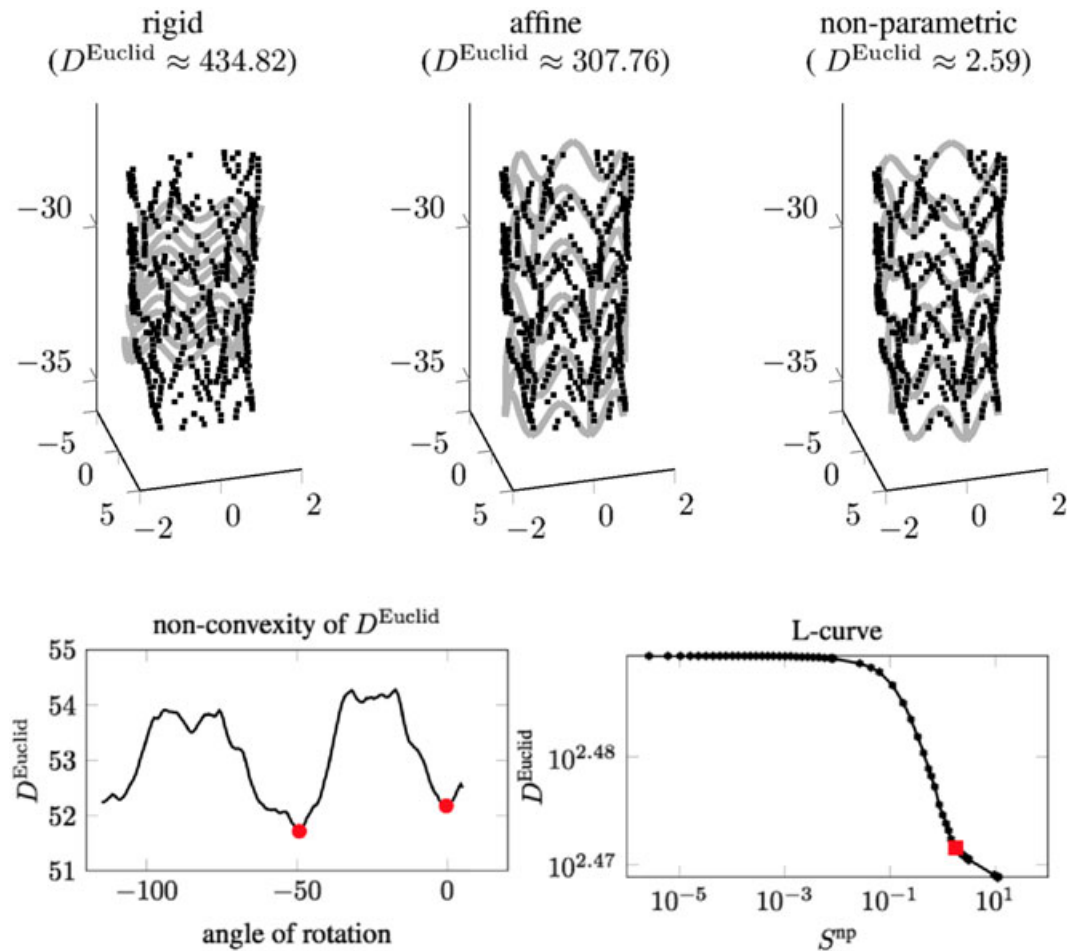 rigid affine non-parametric
(D^Euclid ≈ 434.82) (D^Euclid ≈ 307.76) ( D^Euclid ≈ 2.59)
−30 −30 −30
−35 −35 −35
−5 −5 −5
0 2 0 2 0 2
5 −2 0 5 −2 0 5 −2 0
non-convexity of D^Euclid
55
54
53
52
51
D^Euclid
−100 −50 0
angle of rotation
L-curve
D^Euclid
10^2.48
10^2.47
10^−5 10^−3 10^−1 10^1
S^np